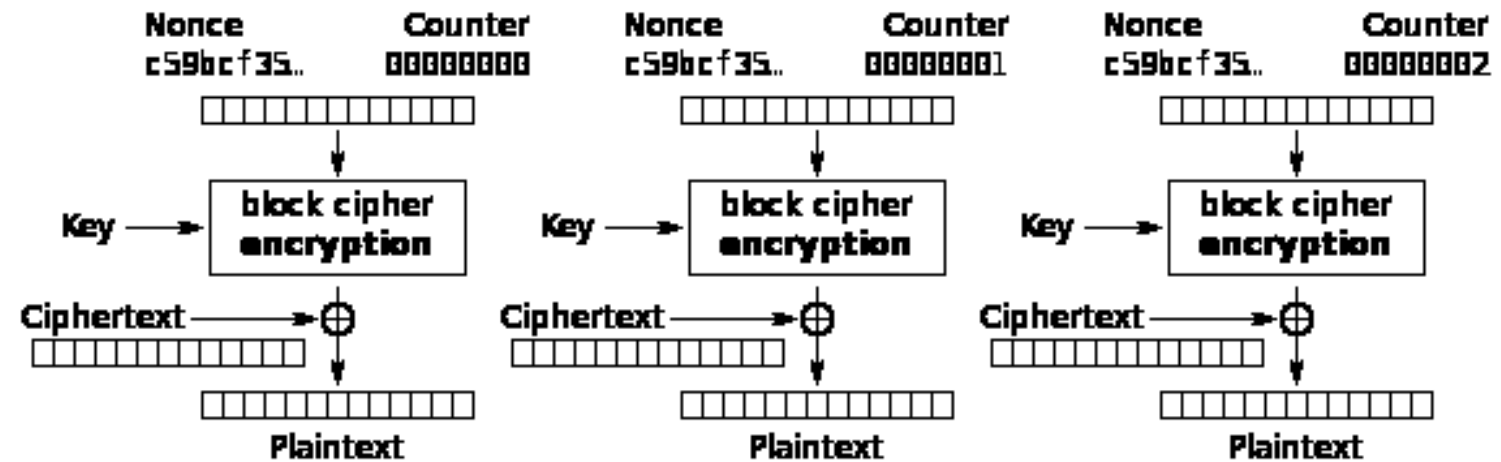 Nonce Counter Nonce Counter Nonce Counter
c59bcf35.. 00000000 c59bcf35.. 00000001 c59bcf35.. 00000002
block cipher block cipher block cipher
Key Key Key
encryption encryption encryption
Ciphertext Ciphertext Ciphertext
Plaintext Plaintext Plaintext